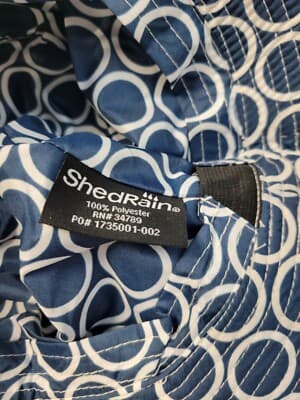 ShedRain®
100% Polyester
RN# 34789
PO# 1735001-002